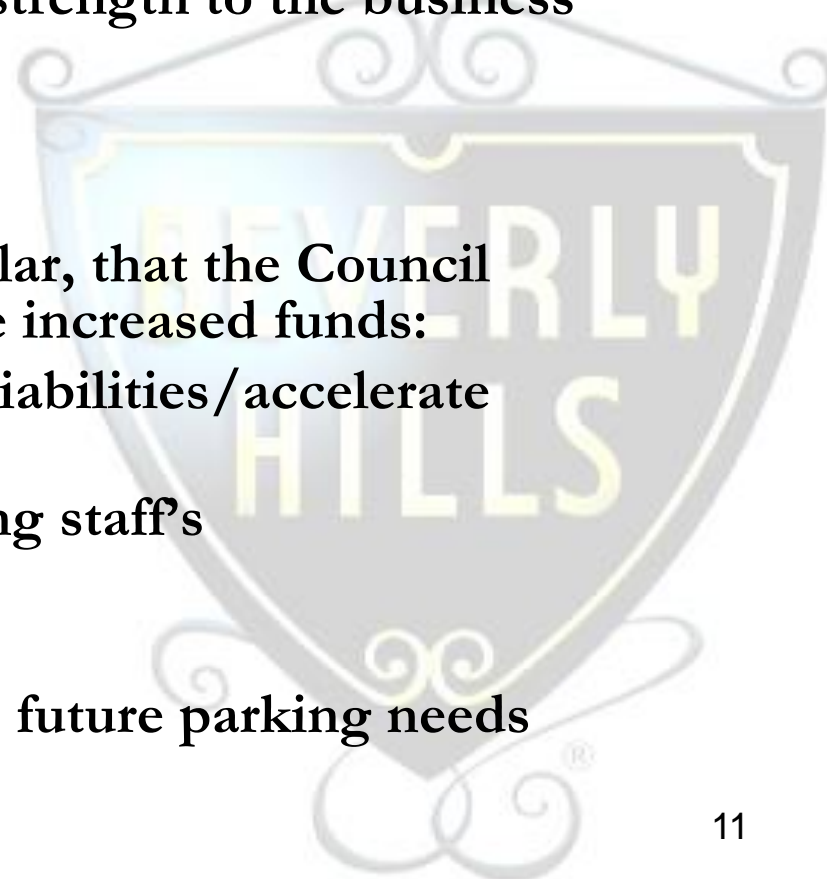 strength to the business
lar, that the Council
e increased funds:
iabilities/accelerate
ng staff's
future parking needs
BEVERLY
HILLS
®
11